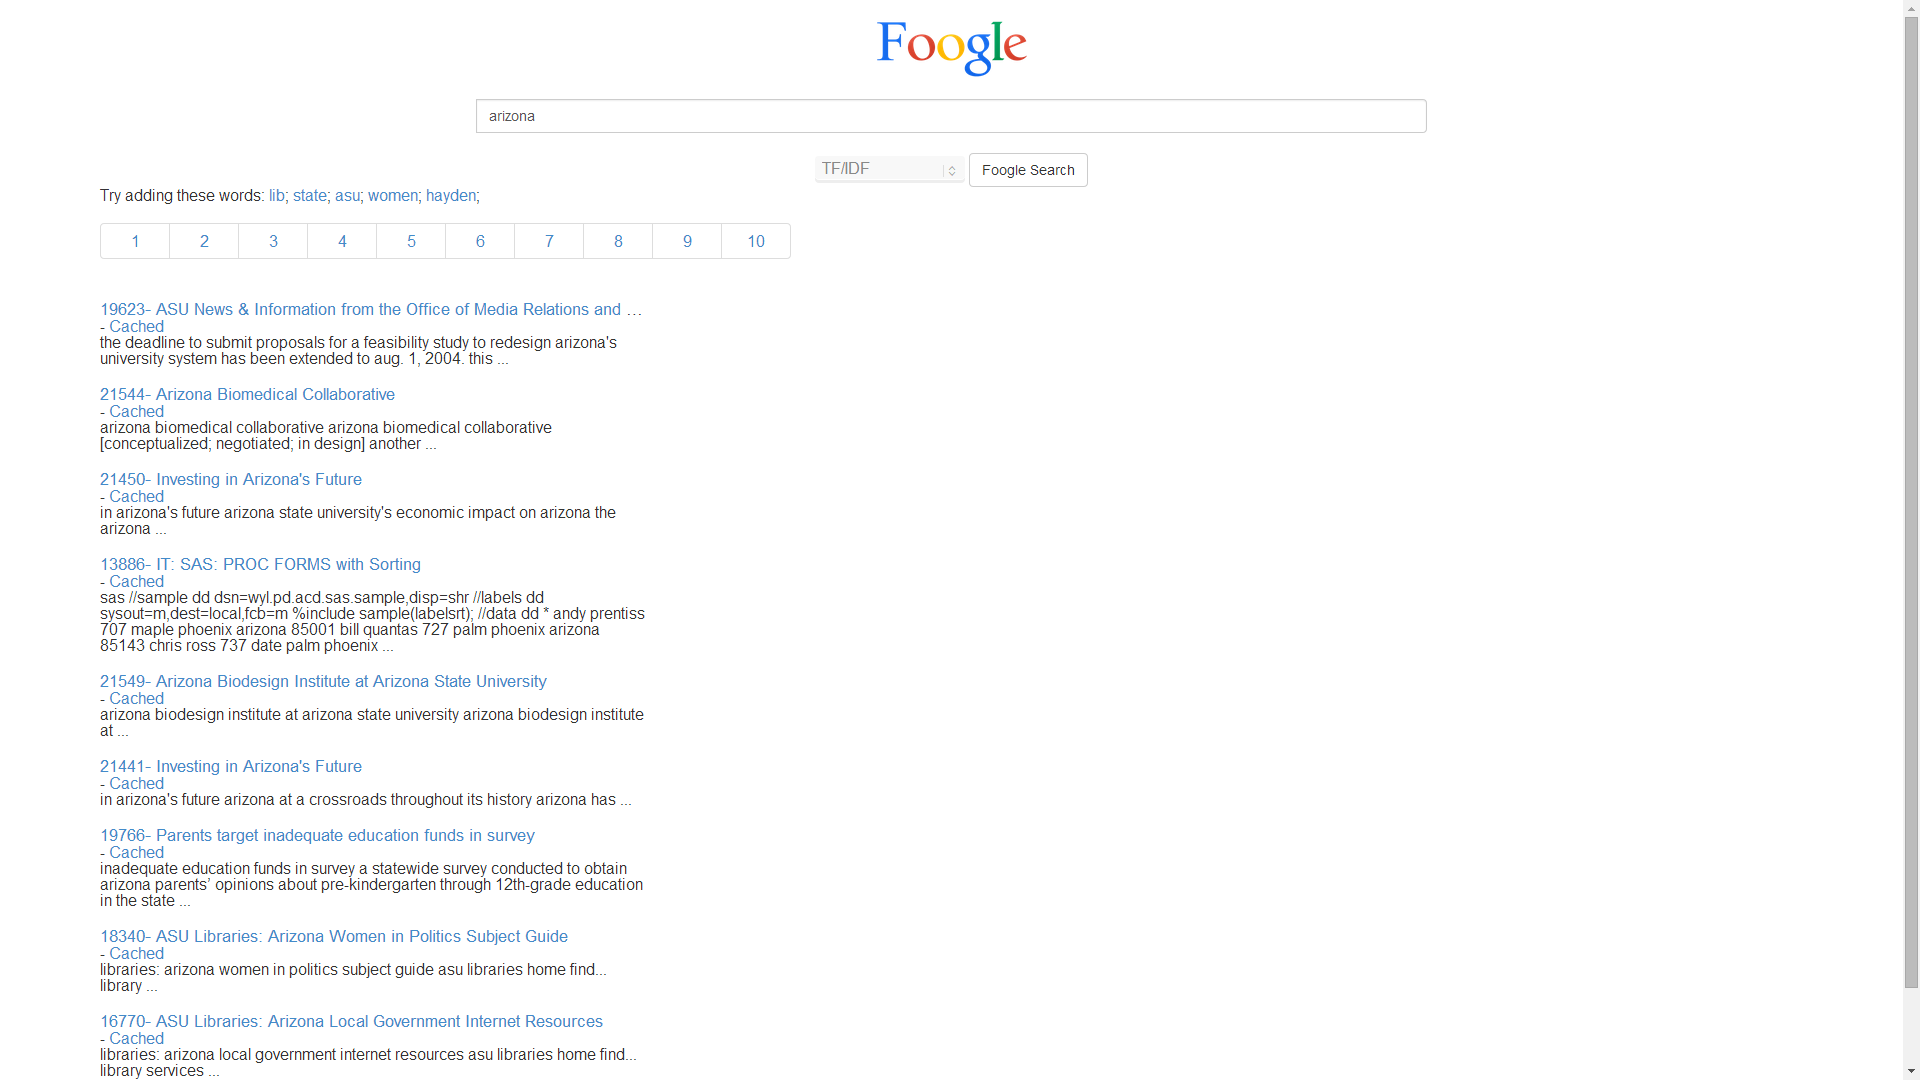 Foogle
arizona
TF/IDF
Foogle Search
Try adding these words: lib; state; asu; women; hayden;
1 2 3 4 5 6 7 8 9 10
19623- ASU News & Information from the Office of Media Relations and ...
- Cached
the deadline to submit proposals for a feasibility study to redesign arizona's
university system has been extended to aug. 1, 2004. this ...
21544- Arizona Biomedical Collaborative
- Cached
arizona biomedical collaborative arizona biomedical collaborative
[conceptualized; negotiated; in design] another ...
21450- Investing in Arizona's Future
- Cached
in arizona's future arizona state university's economic impact on arizona the
arizona ...
13886- IT: SAS: PROC FORMS with Sorting
- Cached
sas //sample dd dsn=wyl.pd.acd.sas.sample,disp=shr //labels dd
sysout=m,dest=local,fcb=m %include sample(labelsrt); //data dd * andy prentiss
707 maple phoenix arizona 85001 bill quantas 727 palm phoenix arizona
85143 chris ross 737 date palm phoenix ...
21549- Arizona Biodesign Institute at Arizona State University
- Cached
arizona biodesign institute at arizona state university arizona biodesign institute
at ...
21441- Investing in Arizona's Future
- Cached
in arizona's future arizona at a crossroads throughout its history arizona has ...
19766- Parents target inadequate education funds in survey
- Cached
inadequate education funds in survey a statewide survey conducted to obtain
arizona parents’ opinions about pre-kindergarten through 12th-grade education
in the state ...
18340- ASU Libraries: Arizona Women in Politics Subject Guide
- Cached
libraries: arizona women in politics subject guide asu libraries home find...
library ...
16770- ASU Libraries: Arizona Local Government Internet Resources
- Cached
libraries: arizona local government internet resources asu libraries home find...
library services ...